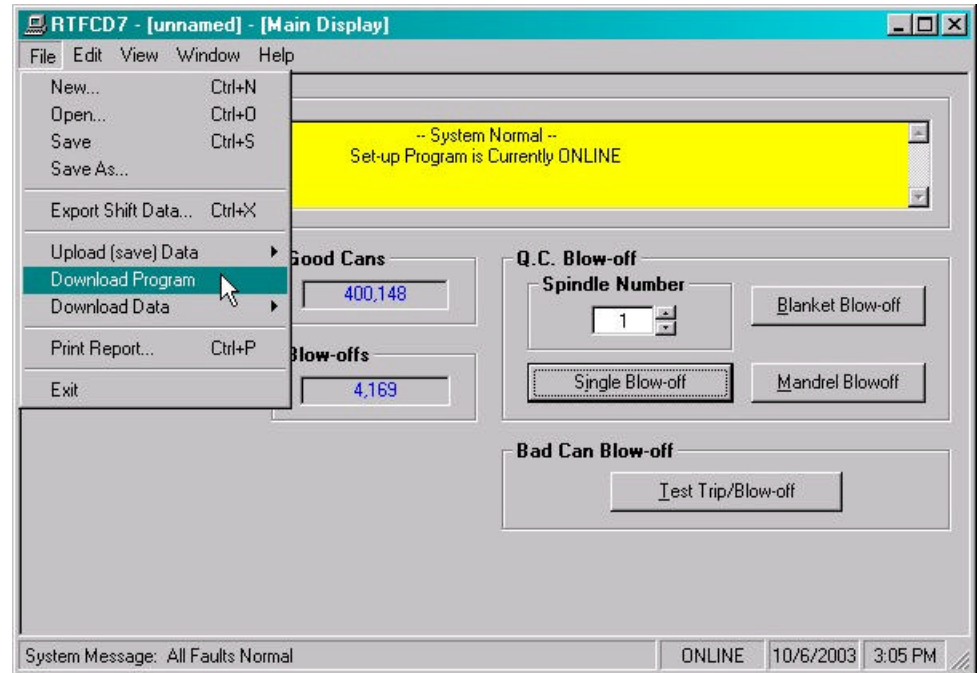 RTFCD7 - [unnamed] - [Main Display]
File Edit View Window Help
New... Ctrl+N
Open... Ctrl+O
Save Ctrl+S
Save As...
Export Shift Data... Ctrl+X
Upload (save) Data
Download Program
Download Data
Print Report... Ctrl+P
Exit
-- System Normal --
Set-up Program is Currently ONLINE
Good Cans
400,148
Blow-offs
4,169
Q.C. Blow-off
Spindle Number
1
Blanket Blow-off
Single Blow-off
Mandrel Blowoff
Bad Can Blow-off
Test Trip/Blow-off
System Message: All Faults Normal
ONLINE
10/6/2003
3:05 PM